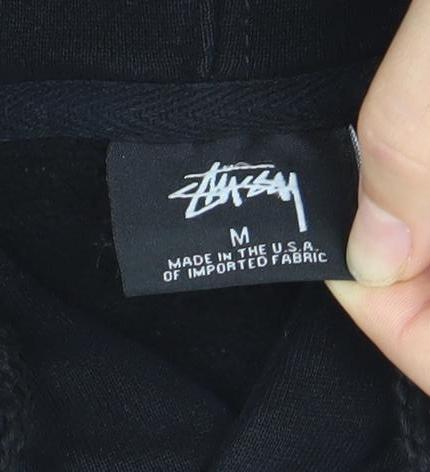 STÜSSY
M
MADE IN THE U.S.A.
OF IMPORTED FABRIC